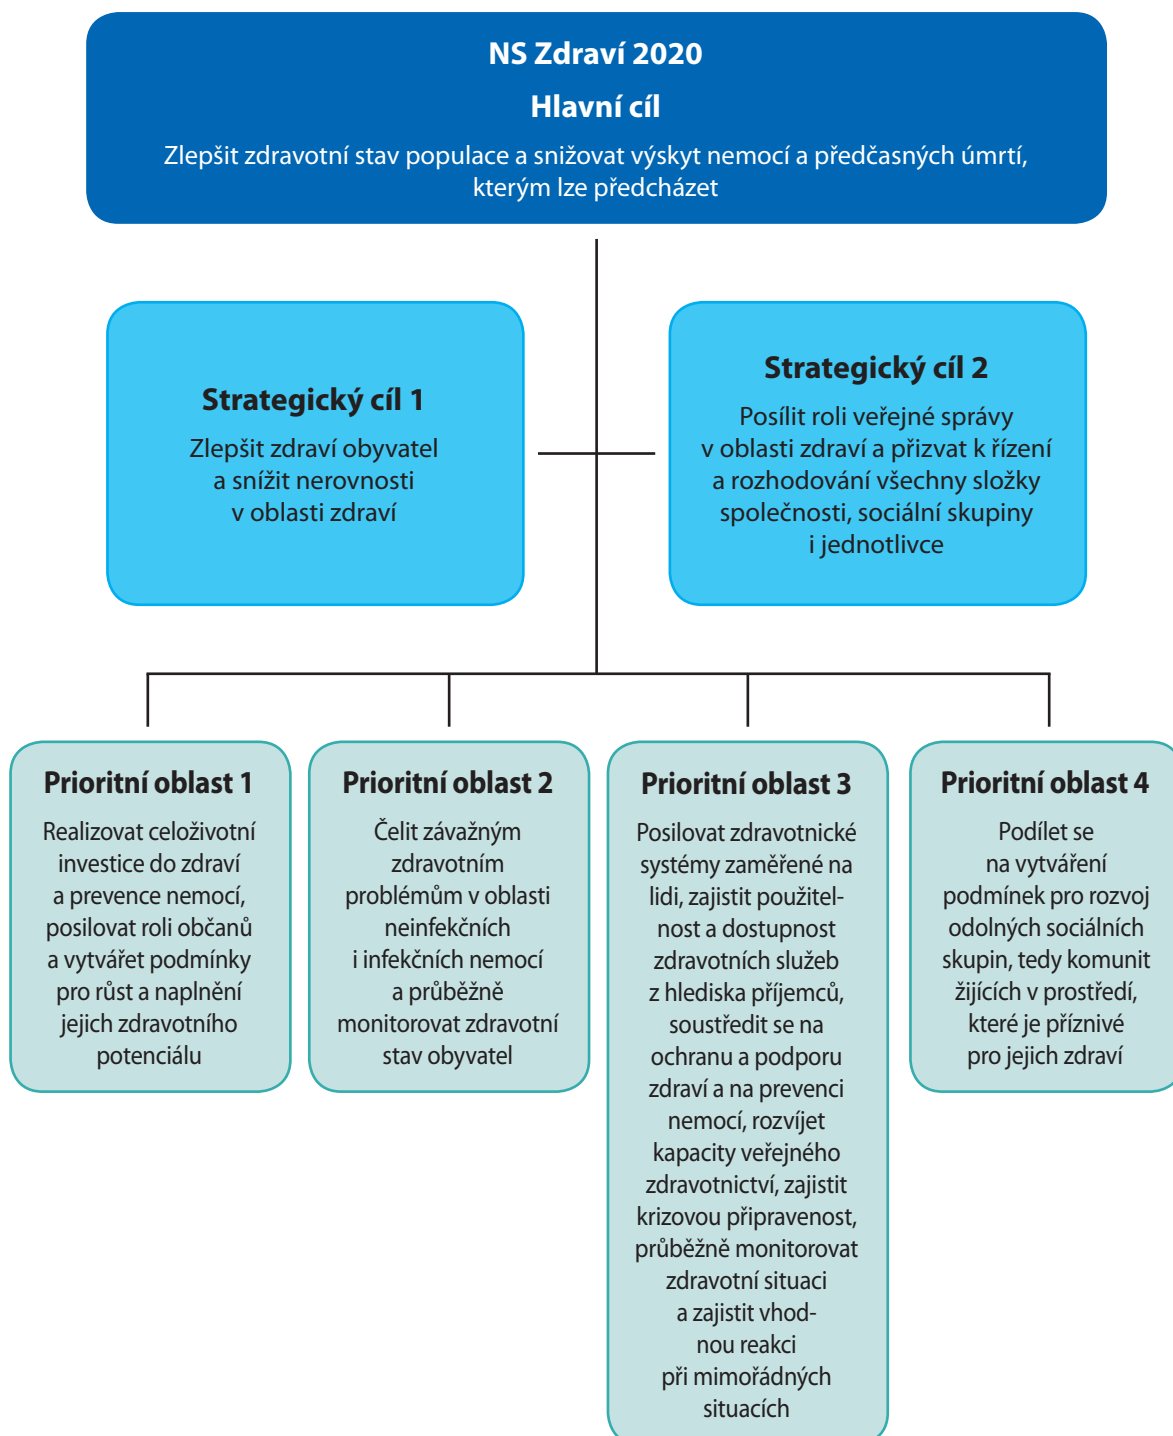 NS Zdraví 2020
Hlavní cíl
Zlepšit zdravotní stav populace a snižovat výskyt nemocí a předčasných úmrtí,
kterým lze předcházet
Strategický cíl 1
Zlepšit zdraví obyvatel
a snížit nerovnosti
v oblasti zdraví
Strategický cíl 2
Posílit roli veřejné správy
v oblasti zdraví a přizvat k řízení
a rozhodování všechny složky
společnosti, sociální skupiny
i jednotlivce
Prioritní oblast 1
Realizovat celoživotní
investice do zdraví
a prevence nemocí,
posilovat roli občanů
a vytvářet podmínky
pro růst a naplnění
jejich zdravotního
potenciálu
Prioritní oblast 2
Čelit závažným
zdravotním
problémům v oblasti
neinfekčních
i infekčních nemocí
a průběžně
monitorovat zdravotní
stav obyvatel
Prioritní oblast 3
Posilovat zdravotnické
systémy zaměřené na
lidi, zajistit použitel-
nost a dostupnost
zdravotních služeb
z hlediska příjemců,
soustředit se na
ochranu a podporu
zdraví a na prevenci
nemocí, rozvíjet
kapacity veřejného
zdravotnictví, zajistit
krizovou připravenost,
průběžně monitorovat
zdravotní situaci
a zajistit vhod-
nou reakci
při mimořádných
situacích
Prioritní oblast 4
Podílet se
na vytváření
podmínek pro rozvoj
odolných sociálních
skupin, tedy komunit
žijících v prostředí,
které je příznivé
pro jejich zdraví